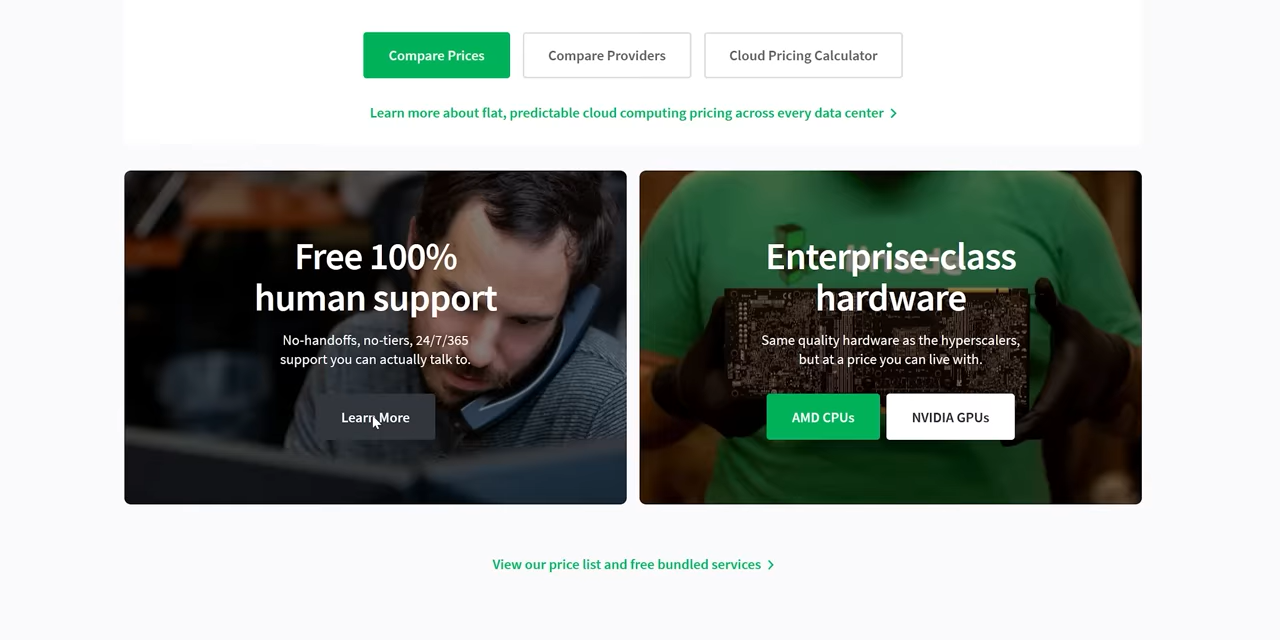 Compare Prices
Compare Providers
Cloud Pricing Calculator
Learn more about flat, predictable cloud computing pricing across every data center
Free 100%
human support
No-handoffs, no-tiers, 24/7/365
support you can actually talk to.
Learn More
Enterprise-class
hardware
Same quality hardware as the hyperscalers,
but at a price you can live with.
AMD CPUs
NVIDIA GPUs
View our price list and free bundled services